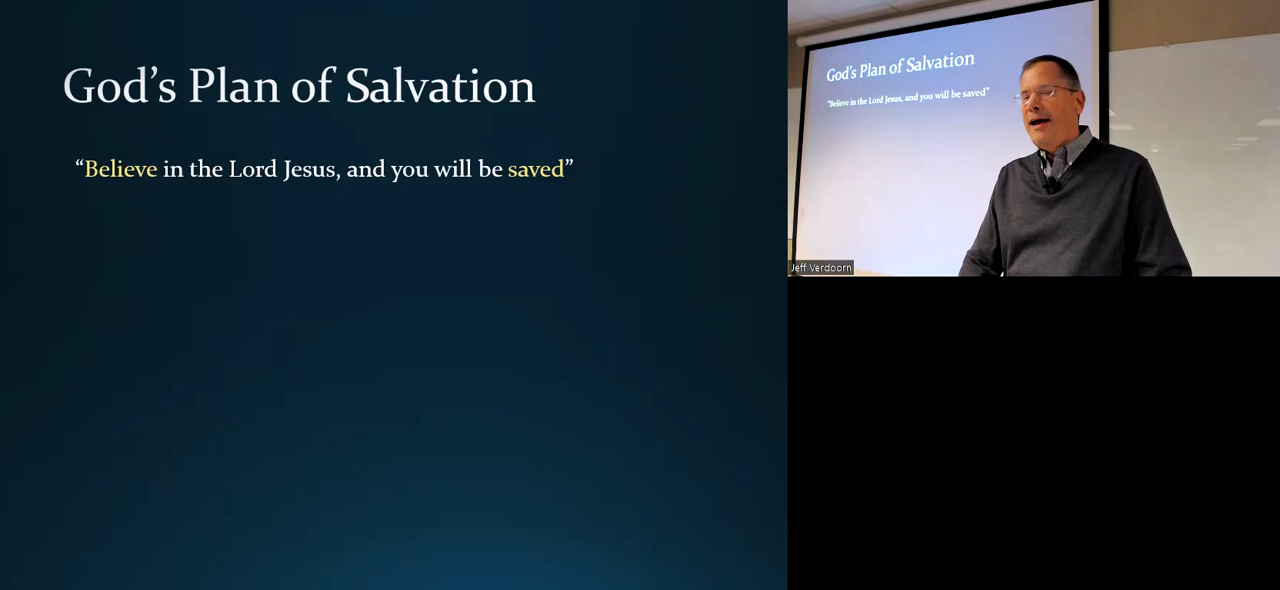 God’s Plan of Salvation
“Believe in the Lord Jesus, and you will be saved”
God’s Plan of Salvation
“Believe in the Lord Jesus, and you will be saved”
Jeff Verdoorn